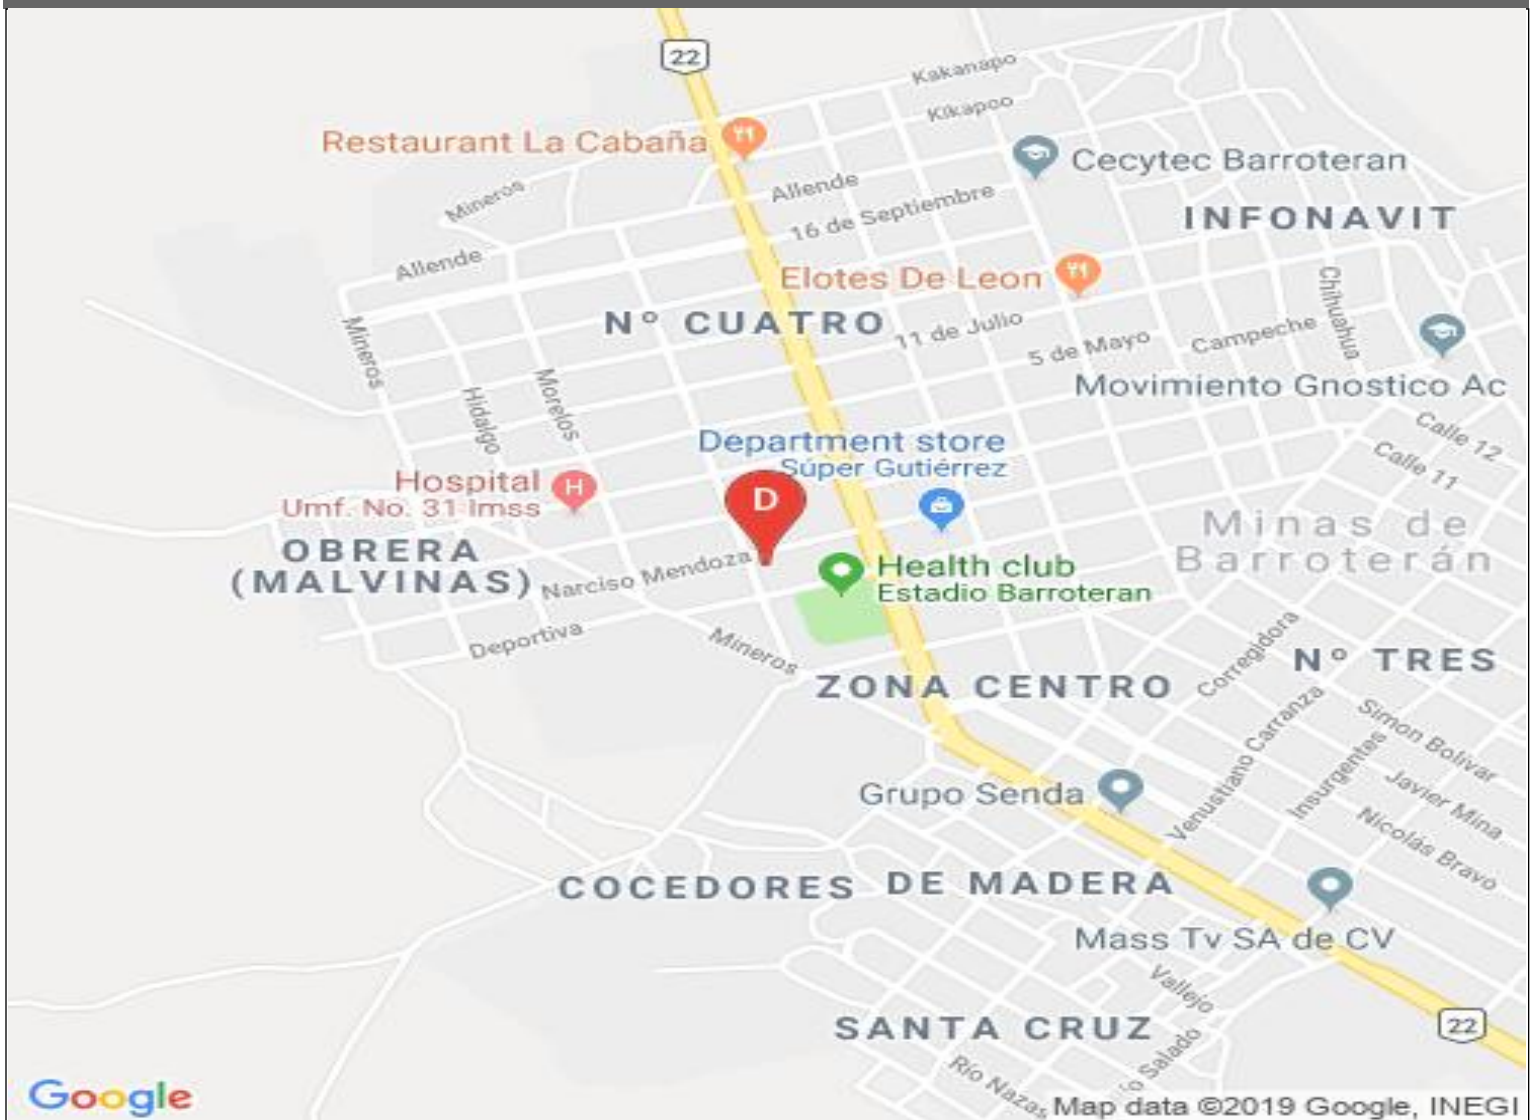 22
Kakanapo
Kikapoo
Restaurant La Cabaña
Cecytec Barroteran
Mineros
Allende
16 de Septiembre
INFONAVIT
Allende
Elotes De Leon
Chihuahua
Nº CUATRO
11 de Julio
Campeche
5 de Mayo
Mineros
Hidalgo
Morelos
Movimiento Gnostico Ac
Calle 12
Calle 11
Department store
Súper Gutiérrez
Hospital
Umf. No. 31 Imss
H
D
Minas de
Barroterán
OBRERA
(MALVINAS)
Narciso Mendoza
Health club
Estadio Barroteran
Deportiva
Mineros
Corregidora
Nº TRES
ZONA CENTRO
Venustiano Carranza
Simon Bolivar
Insurgentes
Javier Mina
Grupo Senda
Nicolás Bravo
COCEDORES DE MADERA
Mass Tv SA de CV
Vallejo
SANTA CRUZ
22
Río Nazas
Salado
Google
Map data ©2019 Google, INEGI